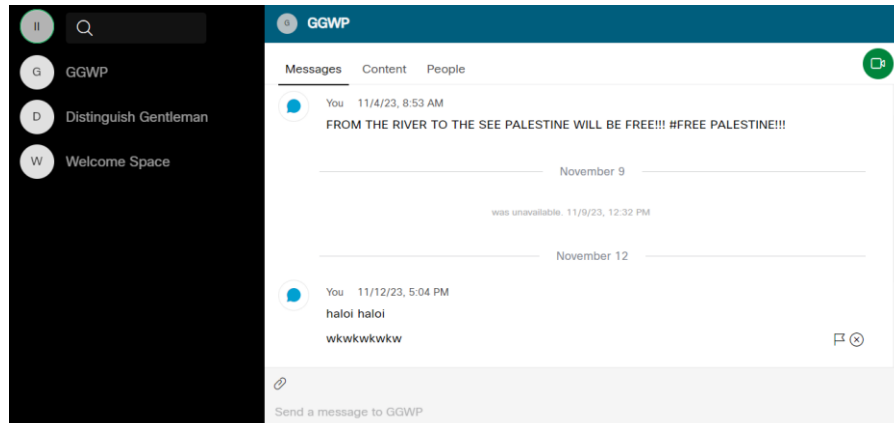 II
G GGWP
G GGWP
D Distinguish Gentleman
W Welcome Space
Messages Content People
You 11/4/23, 8:53 AM
FROM THE RIVER TO THE SEE PALESTINE WILL BE FREE!!! #FREE PALESTINE!!!
November 9
was unavailable. 11/9/23, 12:32 PM
November 12
You 11/12/23, 5:04 PM
haloi haloi
wkwkwkwkw
Send a message to GGWP